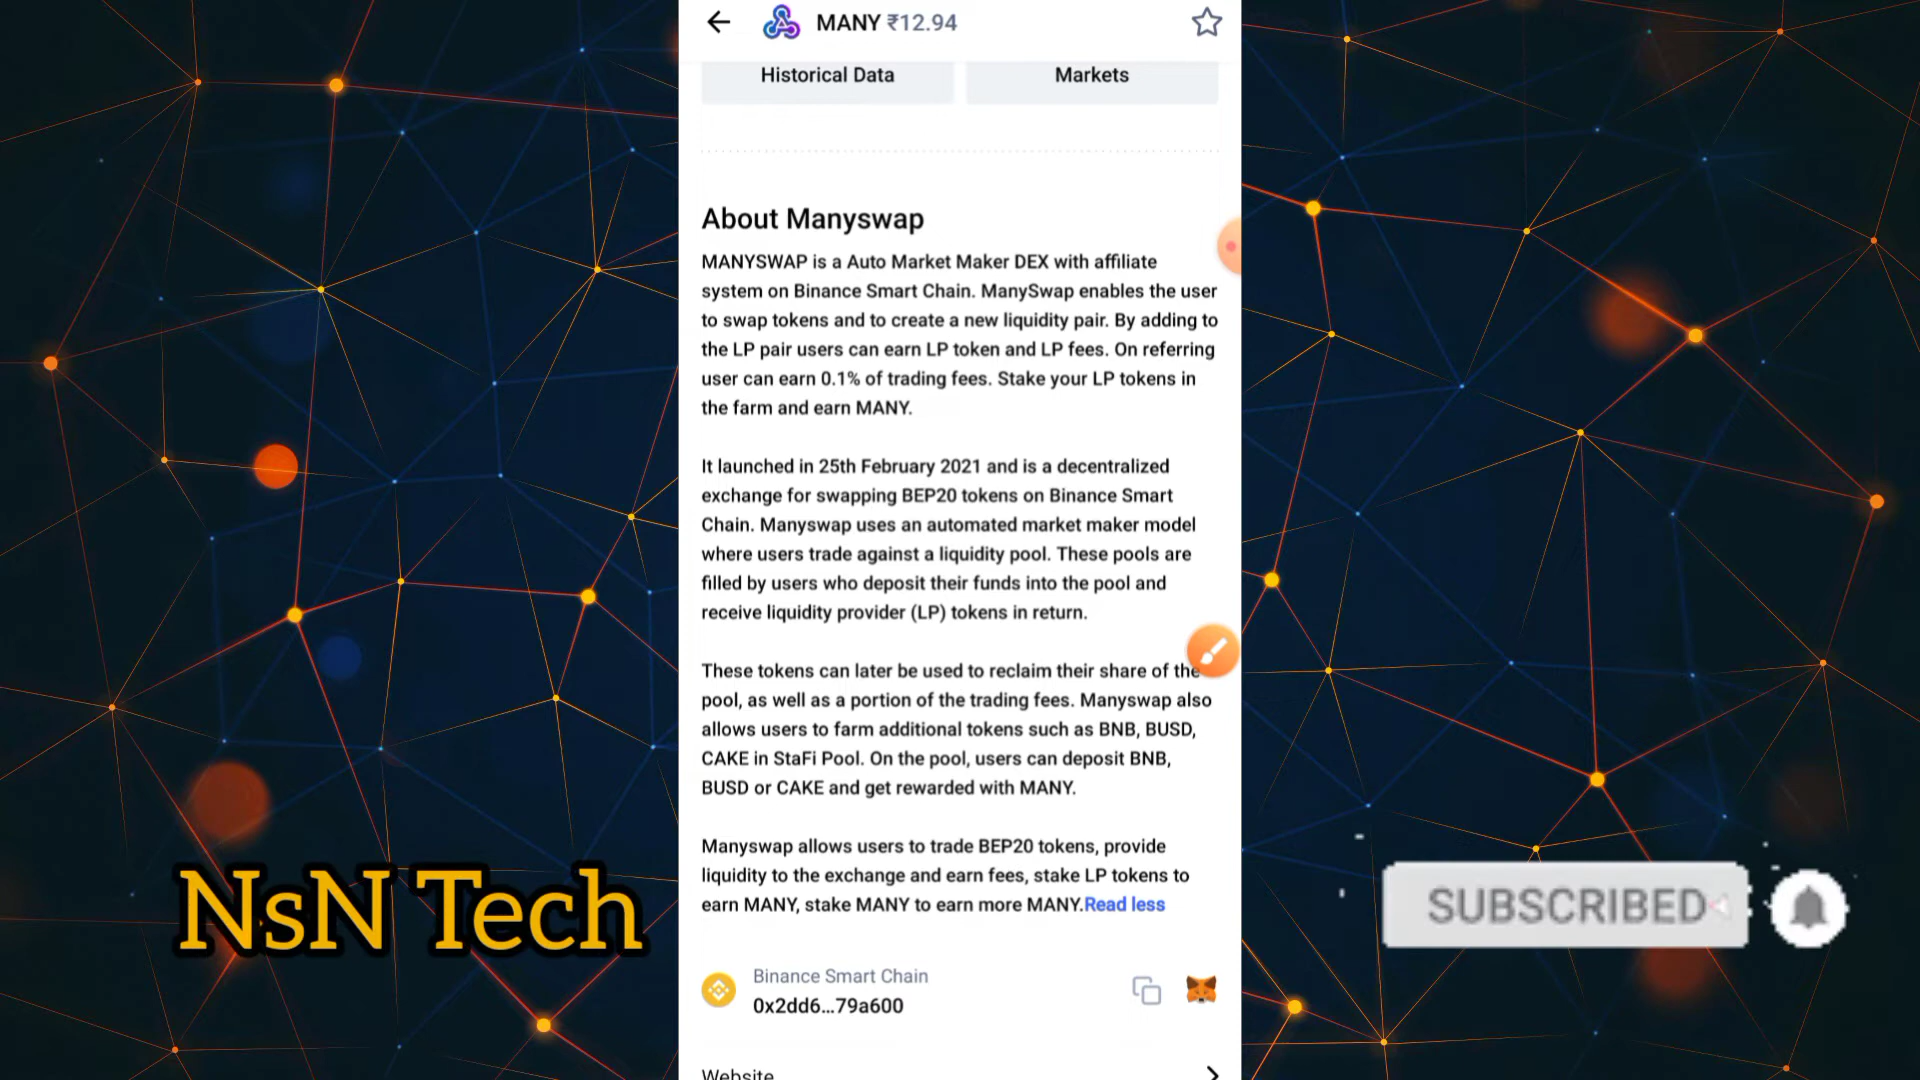 MANY ₹12.94
Historical Data
Markets
About Manyswap
MANYSWAP is a Auto Market Maker DEX with affiliate
system on Binance Smart Chain. ManySwap enables the user
to swap tokens and to create a new liquidity pair. By adding to
the LP pair users can earn LP token and LP fees. On referring
user can earn 0.1% of trading fees. Stake your LP tokens in
the farm and earn MANY.
It launched in 25th February 2021 and is a decentralized
exchange for swapping BEP20 tokens on Binance Smart
Chain. Manyswap uses an automated market maker model
where users trade against a liquidity pool. These pools are
filled by users who deposit their funds into the pool and
receive liquidity provider (LP) tokens in return.
These tokens can later be used to reclaim their share of the
pool, as well as a portion of the trading fees. Manyswap also
allows users to farm additional tokens such as BNB, BUSD,
CAKE in StaFi Pool. On the pool, users can deposit BNB,
BUSD or CAKE and get rewarded with MANY.
Manyswap allows users to trade BEP20 tokens, provide
liquidity to the exchange and earn fees, stake LP tokens to
earn MANY, stake MANY to earn more MANY.Read less
Binance Smart Chain
0x2dd6...79a600
Website
NsN Tech
SUBSCRIBED